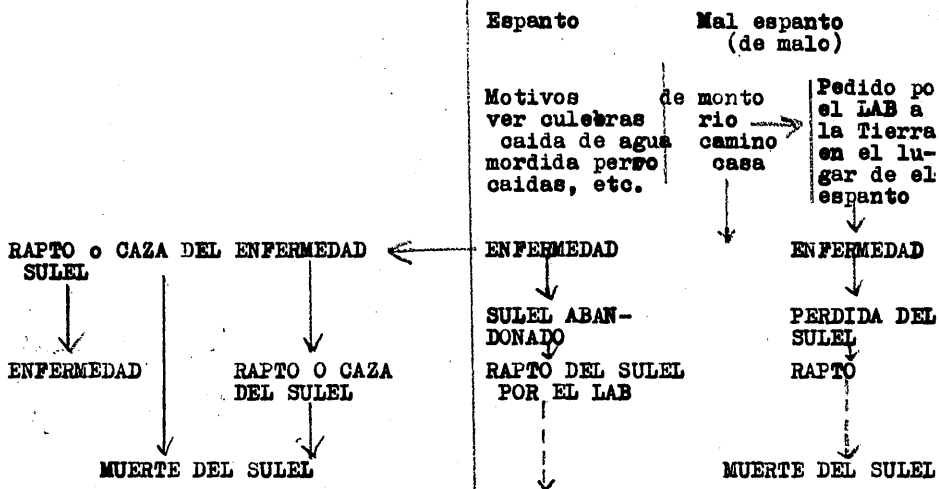 Espanto Mal espanto
(de malo)
Motivos de monto
ver culebras rio
caida de agua camino
mordida perro casa
caidas, etc.
Pedido po
el LAB a
la Tierra
en el lu-
gar de el
espanto
RAPTO o CAZA DEL ENFERMEDAD
SULEL
ENFERMEDAD
ENFERMEDAD
SULEL ABAN-
DONADO
PERDIDA DEL
SULEL
ENFERMEDAD
RAPTO O CAZA
DEL SULEL
RAPTO DEL SULEL
POR EL LAB
RAPTO
MUERTE DEL SULEL
MUERTE DEL SULEL